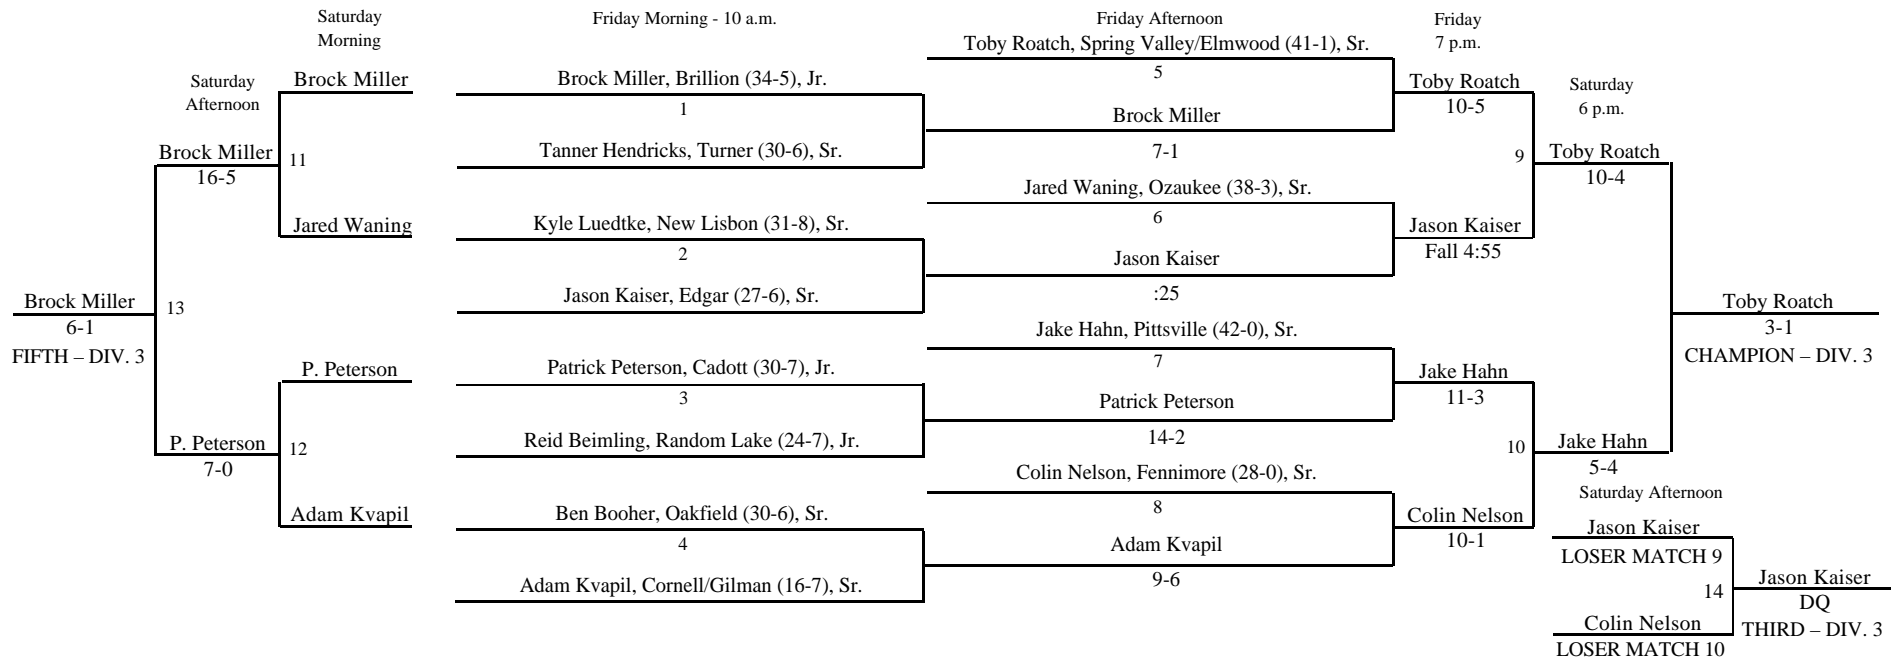 Saturday
Morning
Friday Morning - 10 a.m.
Friday Afternoon
Friday
7 p.m.
Toby Roatch, Spring Valley/Elmwood (41-1), Sr.
Saturday
Afternoon
Brock Miller
Brock Miller, Brillion (34-5), Jr.
5
Toby Roatch
10-5
Saturday
6 p.m.
1
Brock Miller
7-1
Brock Miller
16-5
11
Tanner Hendricks, Turner (30-6), Sr.
9
Toby Roatch
10-4
Jared Waning, Ozaukee (38-3), Sr.
Jared Waning
Kyle Luedtke, New Lisbon (31-8), Sr.
6
Jason Kaiser
Fall 4:55
2
Jason Kaiser
:25
Brock Miller
6-1
FIFTH – DIV. 3
13
Jason Kaiser, Edgar (27-6), Sr.
Toby Roatch
3-1
CHAMPION – DIV. 3
Jake Hahn, Pittsville (42-0), Sr.
P. Peterson
Patrick Peterson, Cadott (30-7), Jr.
7
Jake Hahn
11-3
3
Patrick Peterson
14-2
P. Peterson
7-0
12
Reid Beimling, Random Lake (24-7), Jr.
10
Jake Hahn
5-4
Colin Nelson, Fennimore (28-0), Sr.
Saturday Afternoon
Adam Kvapil
Ben Booher, Oakfield (30-6), Sr.
8
Colin Nelson
10-1
Jason Kaiser
LOSER MATCH 9
4
Adam Kvapil
9-6
Adam Kvapil, Cornell/Gilman (16-7), Sr.
14
Jason Kaiser
DQ
THIRD – DIV. 3
Colin Nelson
LOSER MATCH 10